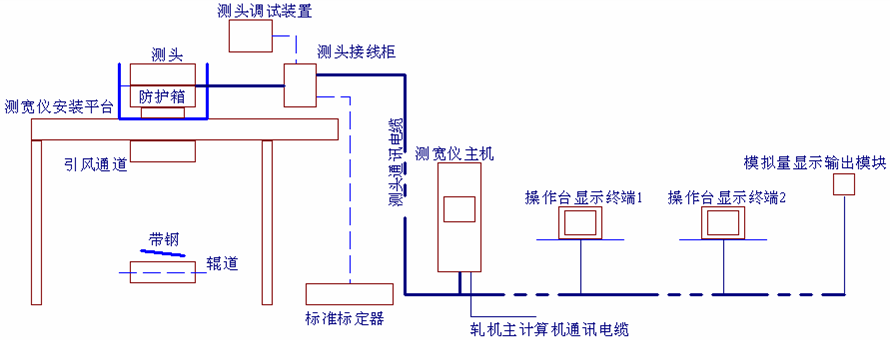 测头调试装置
测头
测头接线柜
防护箱
测宽仪安装平台
测头通讯电缆
引风通道
测宽仪主机
模拟量显示输出模块
操作台显示终端1
操作台显示终端2
带钢
辊道
标准标定器
轧机主计算机通讯电缆